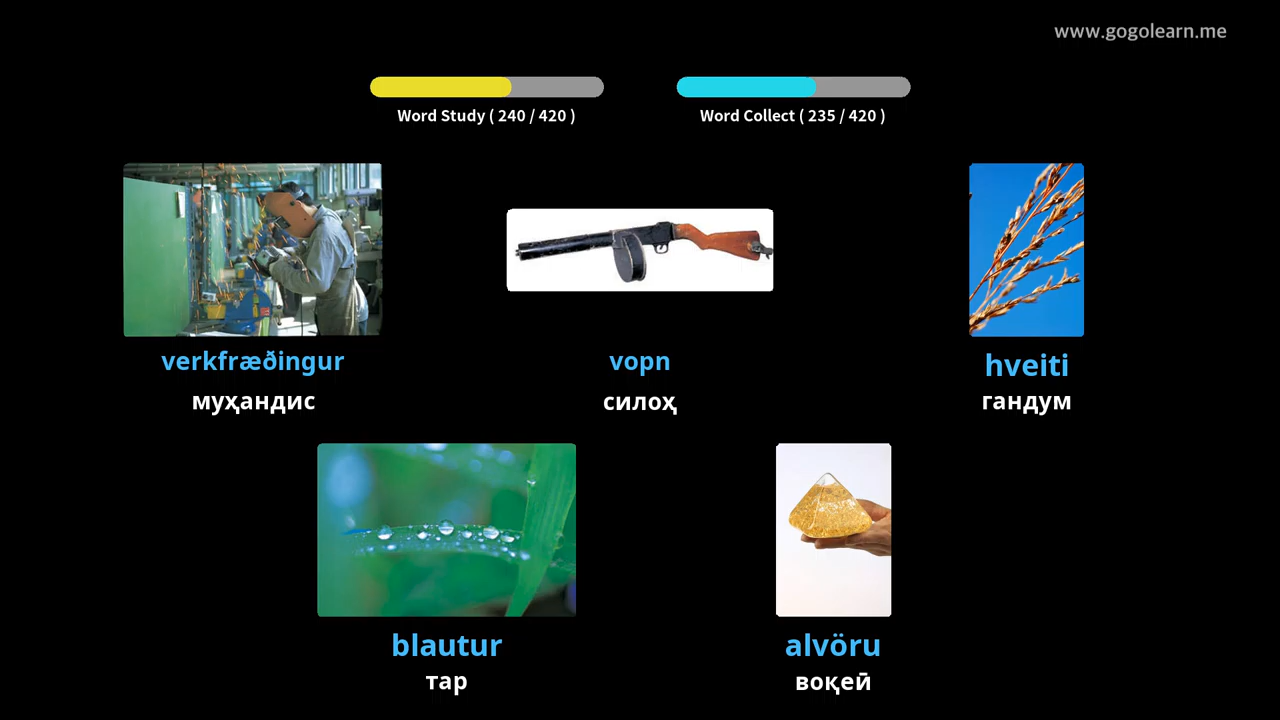 www.gogolearn.me
Word Study ( 240 / 420 )
Word Collect ( 235 / 420 )
verkfræðingur
муҳандис
vopn
силоҳ
hveiti
гандум
blautur
тар
alvöru
воқеӣ